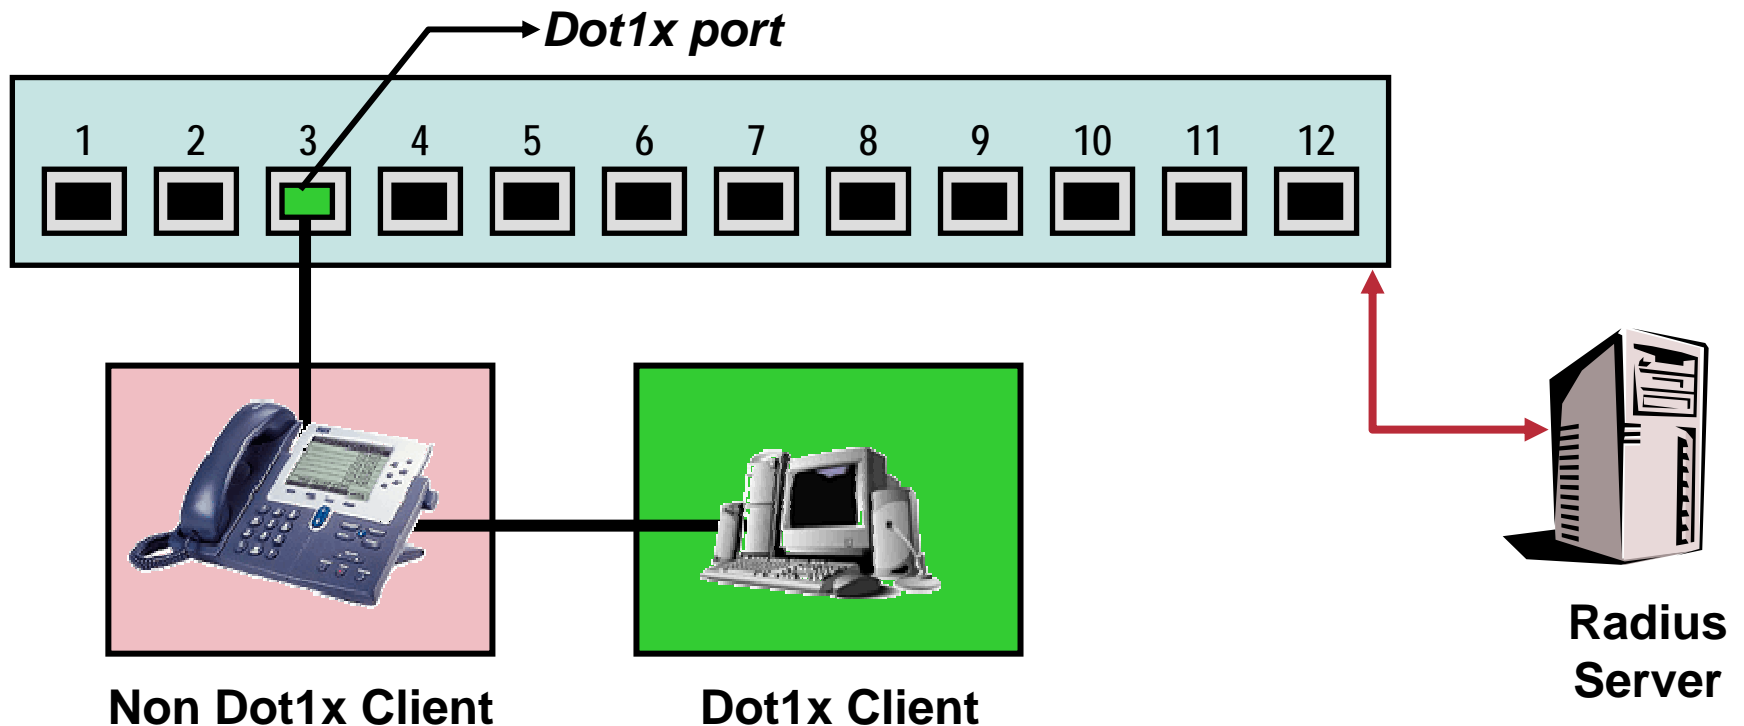 Dot1x port
1 2 3 4 5 6 7 8 9 10 11 12
Non Dot1x Client
Dot1x Client
Radius
Server